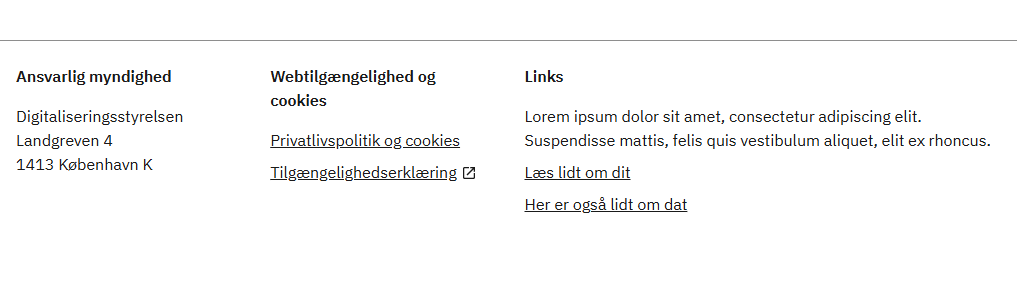 Ansvarlig myndighed
Digitaliseringsstyrelsen
Landgreven 4
1413 København K
Webtilgængelighed og
cookies
Privatlivspolitik og cookies
Tilgængelighedserklæring
Links
Lorem ipsum dolor sit amet, consectetur adipiscing elit.
Suspendisse mattis, felis quis vestibulum aliquet, elit ex rhoncus.
Læs lidt om dit
Her er også lidt om dat